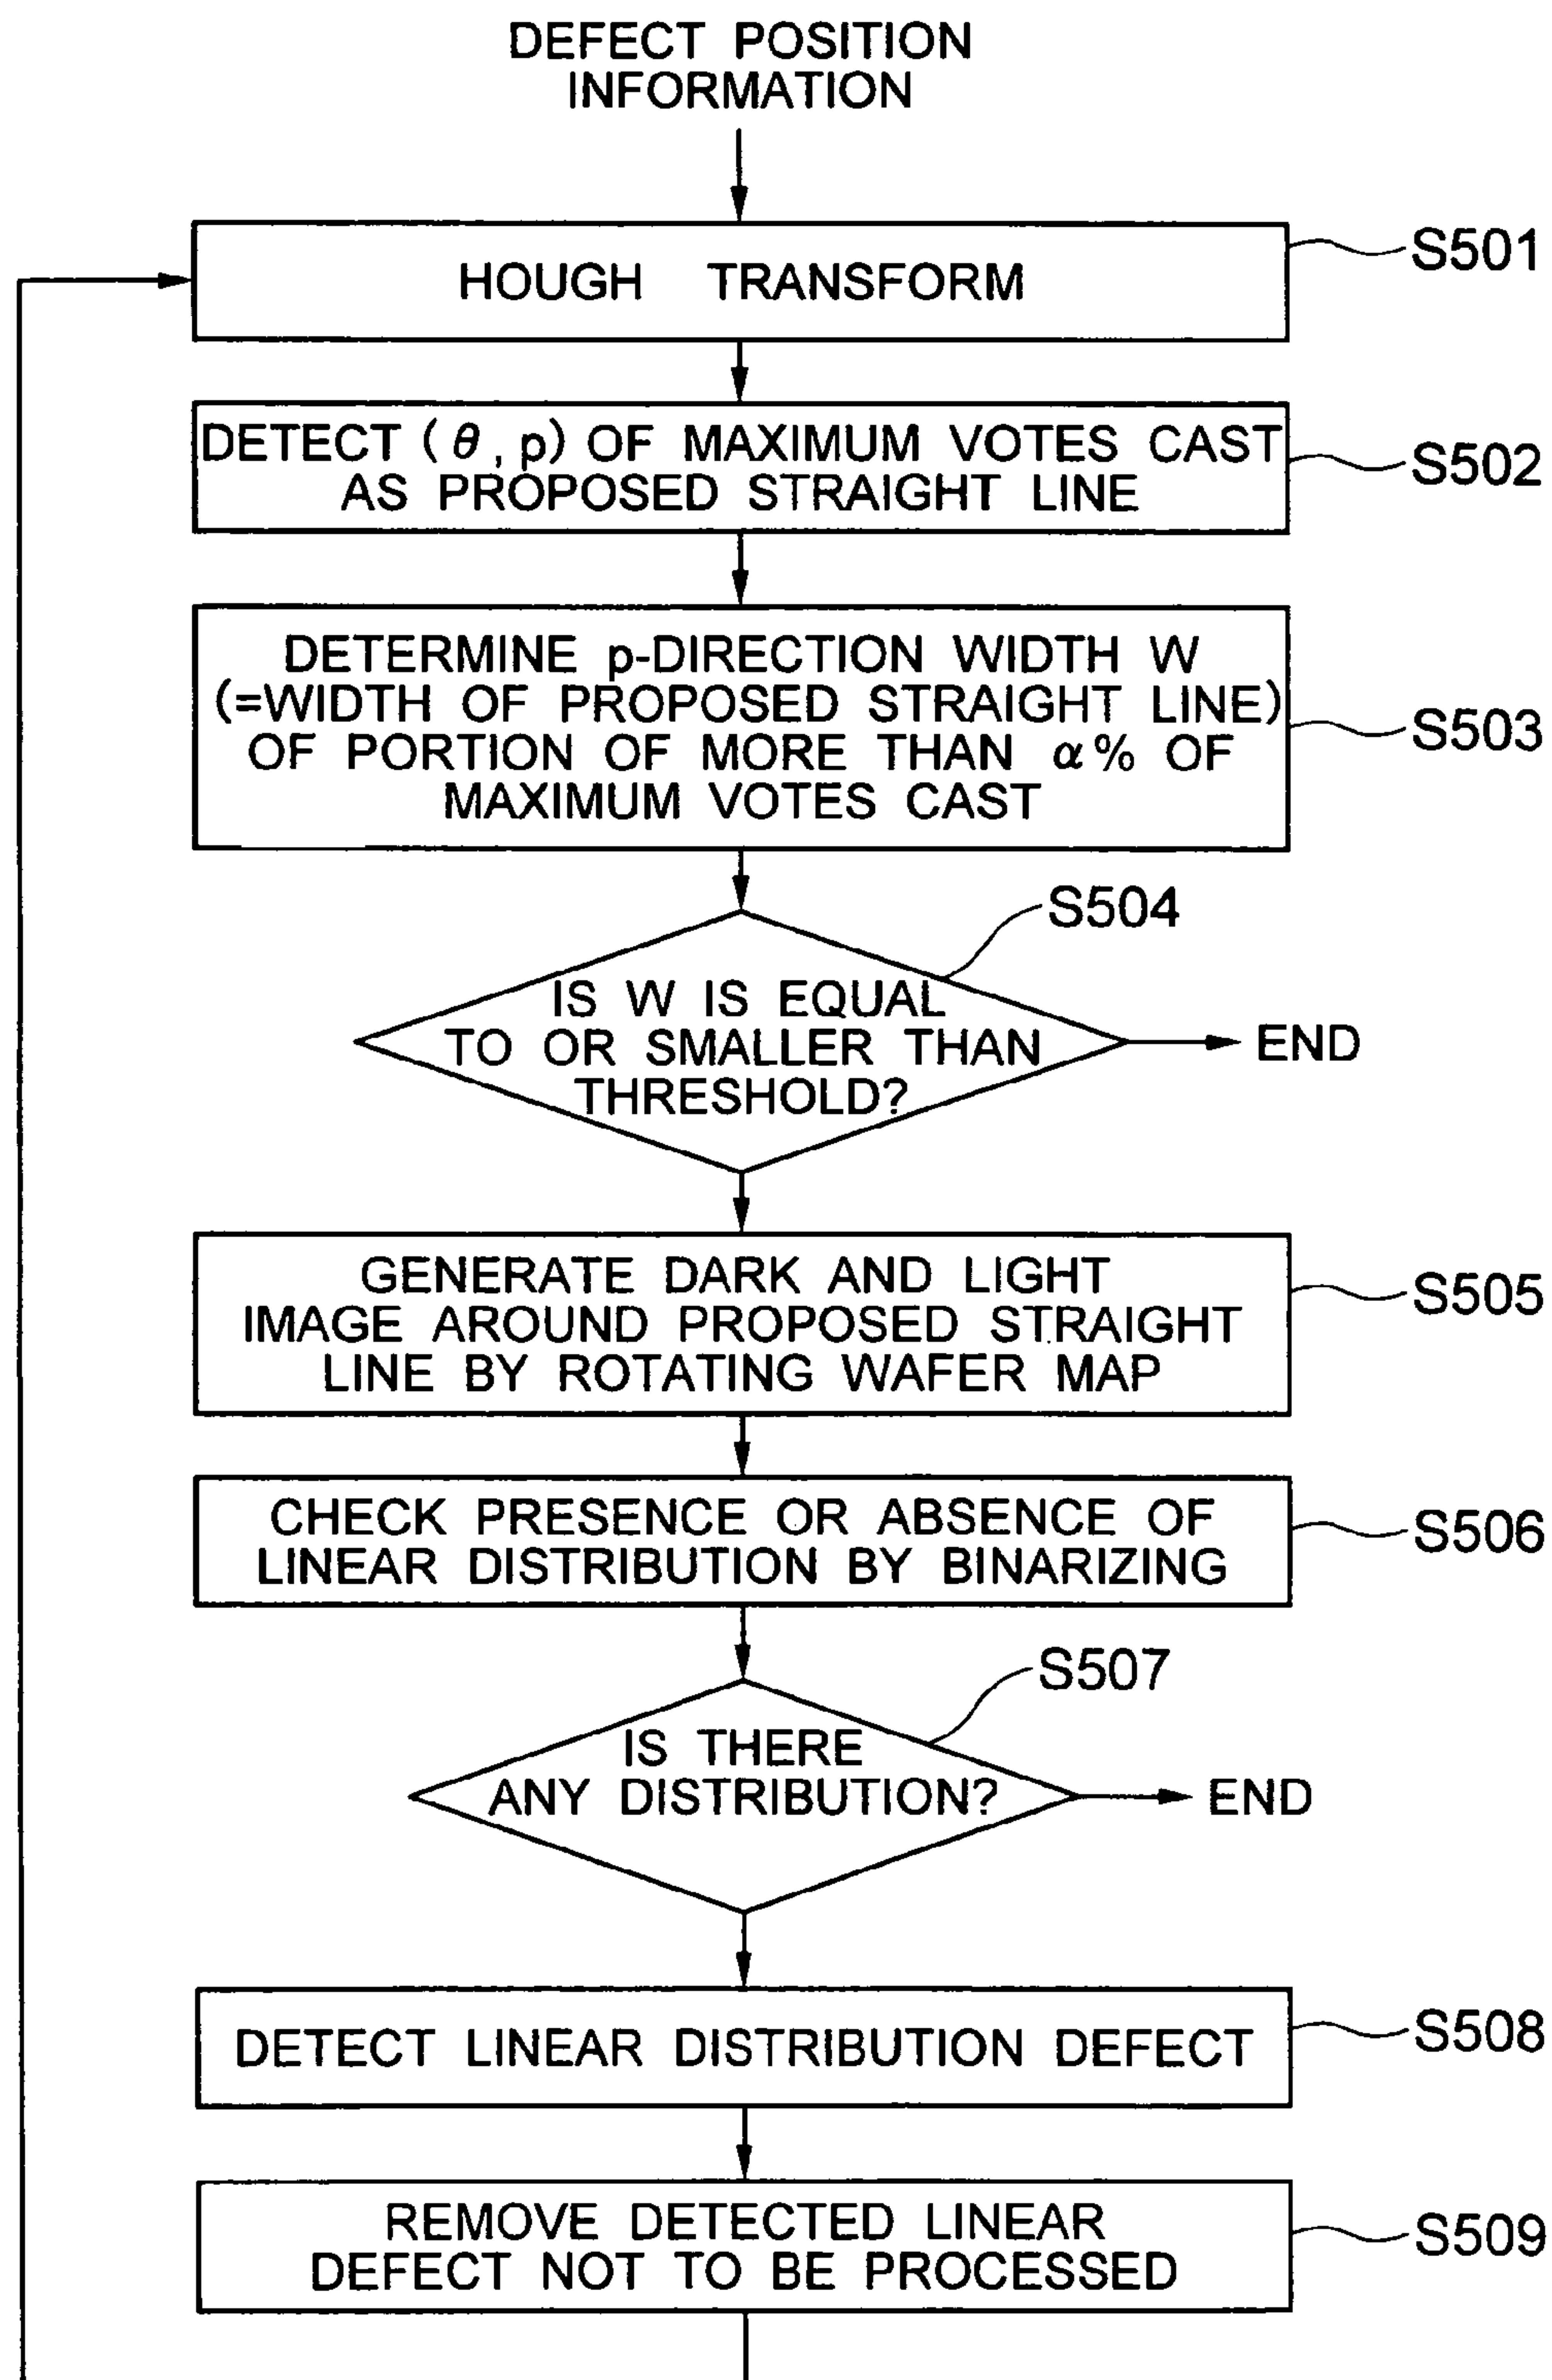 DEFECT POSITION
INFORMATION
HOUGH TRANSFORM
S501
DETECT (θ, p) OF MAXIMUM VOTES CAST
AS PROPOSED STRAIGHT LINE
S502
DETERMINE p-DIRECTION WIDTH W
(=WIDTH OF PROPOSED STRAIGHT LINE)
OF PORTION OF MORE THAN α% OF
MAXIMUM VOTES CAST
S503
S504
IS W IS EQUAL
TO OR SMALLER THAN
THRESHOLD?
END
GENERATE DARK AND LIGHT
IMAGE AROUND PROPOSED STRAIGHT
LINE BY ROTATING WAFER MAP
S505
CHECK PRESENCE OR ABSENCE OF
LINEAR DISTRIBUTION BY BINARIZING
S506
S507
IS THERE
ANY DISTRIBUTION?
END
DETECT LINEAR DISTRIBUTION DEFECT
S508
REMOVE DETECTED LINEAR
DEFECT NOT TO BE PROCESSED
S509